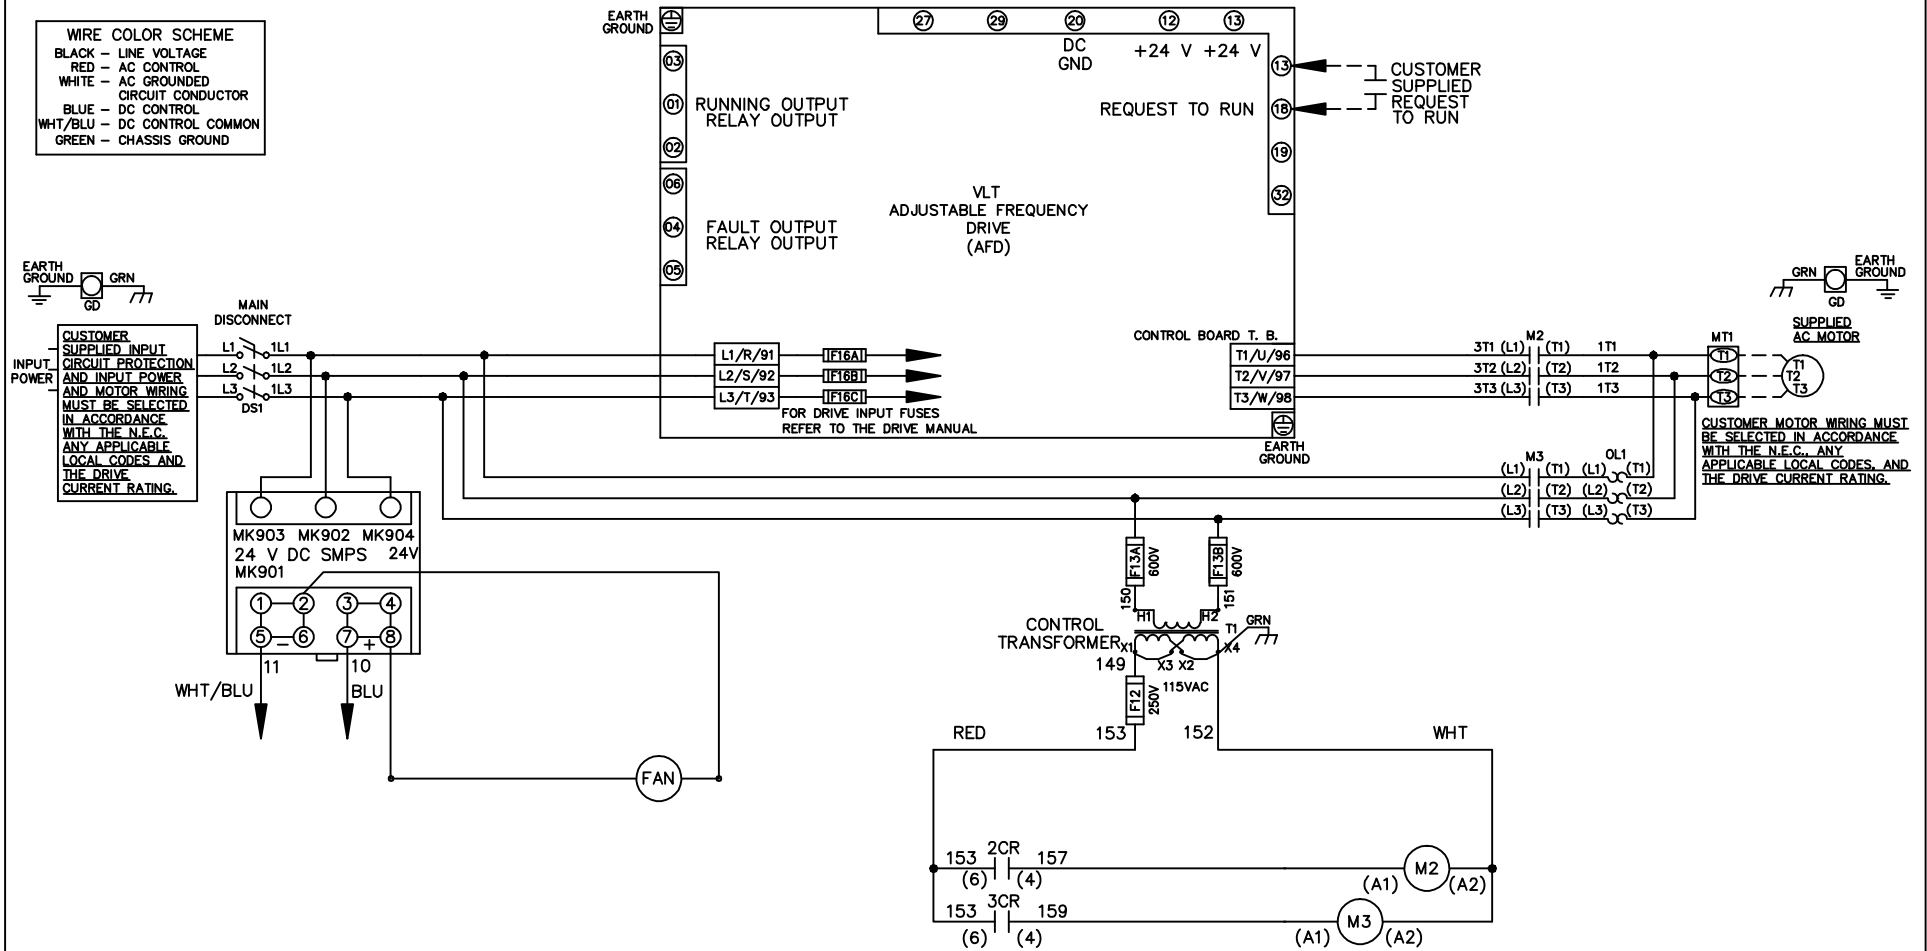 WIRE COLOR SCHEME
BLACK – LINE VOLTAGE
RED – AC CONTROL
WHITE – AC GROUNDED
CIRCUIT CONDUCTOR
BLUE – DC CONTROL
WHT/BLU – DC CONTROL COMMON
GREEN – CHASSIS GROUND
EARTH
GROUND
27 29 20 12 13
DC
GND
+24 V +24 V
03
01
02
RUNNING OUTPUT
RELAY OUTPUT
06
04
05
FAULT OUTPUT
RELAY OUTPUT
13
REQUEST TO RUN 18
19
32
CUSTOMER
SUPPLIED
REQUEST
TO RUN
VLT
ADJUSTABLE FREQUENCY
DRIVE
(AFD)
EARTH
GROUND
GRN
GD
INPUT
POWER
CUSTOMER
SUPPLIED INPUT
CIRCUIT PROTECTION
AND INPUT POWER
AND MOTOR WIRING
MUST BE SELECTED
IN ACCORDANCE
WITH THE N.E.C.
ANY APPLICABLE
LOCAL CODES AND
THE DRIVE
CURRENT RATING.
MAIN
DISCONNECT
L1 1L1
L2 1L2
L3 1L3
DS1
L1/R/91 F16A
L2/S/92 F16B
L3/T/93 F16C
FOR DRIVE INPUT FUSES
REFER TO THE DRIVE MANUAL
CONTROL BOARD T. B.
T1/U/96
T2/V/97
T3/W/98
EARTH
GROUND
M2
3T1 (L1) (T1) 1T1
3T2 (L2) (T2) 1T2
3T3 (L3) (T3) 1T3
GRN
EARTH
GROUND
GD
SUPPLIED
AC MOTOR
MT1
T1
T2
T3
T1
T2
T3
CUSTOMER MOTOR WIRING MUST
BE SELECTED IN ACCORDANCE
WITH THE N.E.C., ANY
APPLICABLE LOCAL CODES, AND
THE DRIVE CURRENT RATING.
M3 OL1
(L1) (T1) (L1) (T1)
(L2) (T2) (L2) (T2)
(L3) (T3) (L3) (T3)
MK903 MK902 MK904
24 V DC SMPS 24V
MK901
1 2 3 4
5 – 6 7 + 8
11 10
WHT/BLU BLU
FAN
F13A 600V
F13B 600V
150 151
H1 H2
CONTROL
TRANSFORMER
T1
GRN
X1 X3 X2 X4
149
115VAC
F12 250V
RED 153 152 WHT
2CR
153 157
(6) (4)
M2
(A1) (A2)
3CR
153 159
(6) (4)
M3
(A1) (A2)